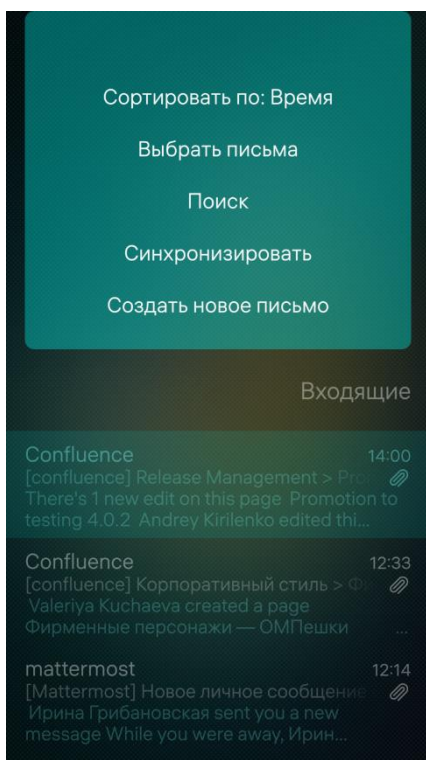 Сортировать по: Время
Выбрать письма
Поиск
Синхронизировать
Создать новое письмо
Входящие
Confluence 14:00
[confluence] Release Management >
There's 1 new edit on this page Promotion to
testing 4.0.2 Andrey Kirilenko edited thi...
Confluence 12:33
[confluence] Корпоративный стиль >
Valeriya Kuchaeva created a page
Фирменные персонажи — ОМПешки ...
mattermost 12:14
[Mattermost] Новое личное сообщение
Ирина Грибановская sent you a new
message While you were away, Ирин...